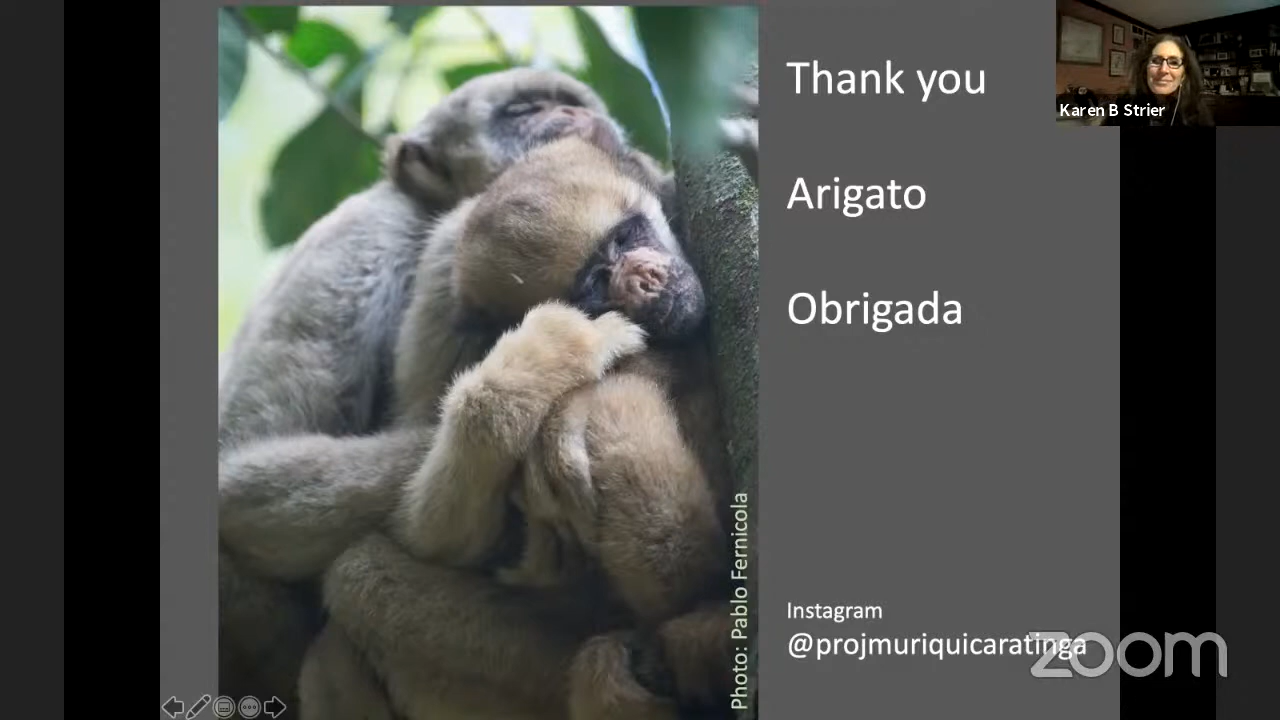 Thank you
Karen B Strier
Arigato
Obrigada
Photo: Pablo Fernicola
Instagram
@projmuriquicaratinga
zoom